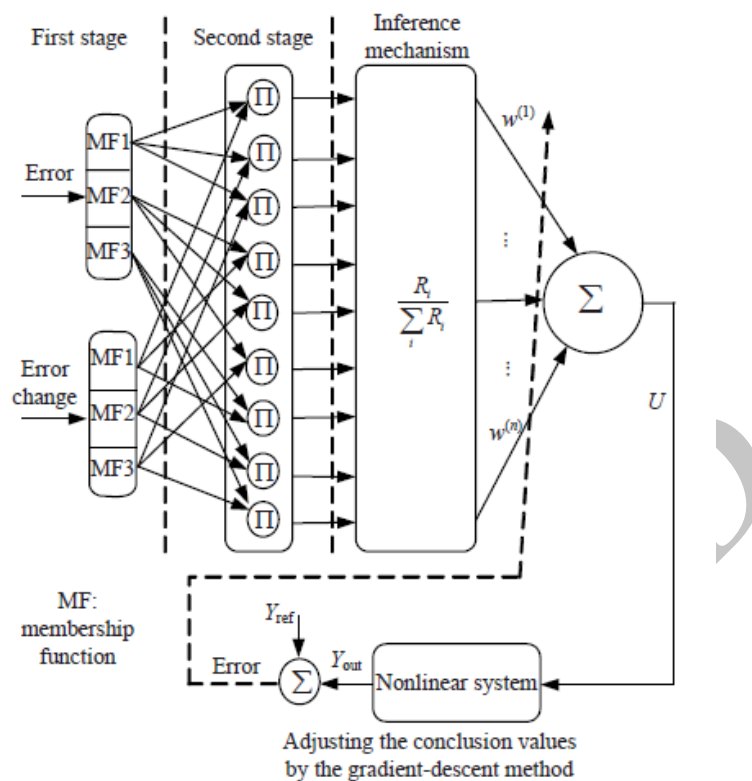 First stage
Second stage
Inference
mechanism
Error
MF1
MF2
MF3
Error
change
MF1
MF2
MF3
Π
Π
Π
Π
Π
Π
Π
Π
Π
R_i
∑_i R_i
w^(1)
⋮
⋮
w^(n)
Σ
U
MF:
membership
function
Y_ref
Error
Σ
Y_out
Nonlinear system
Adjusting the conclusion values
by the gradient-descent method